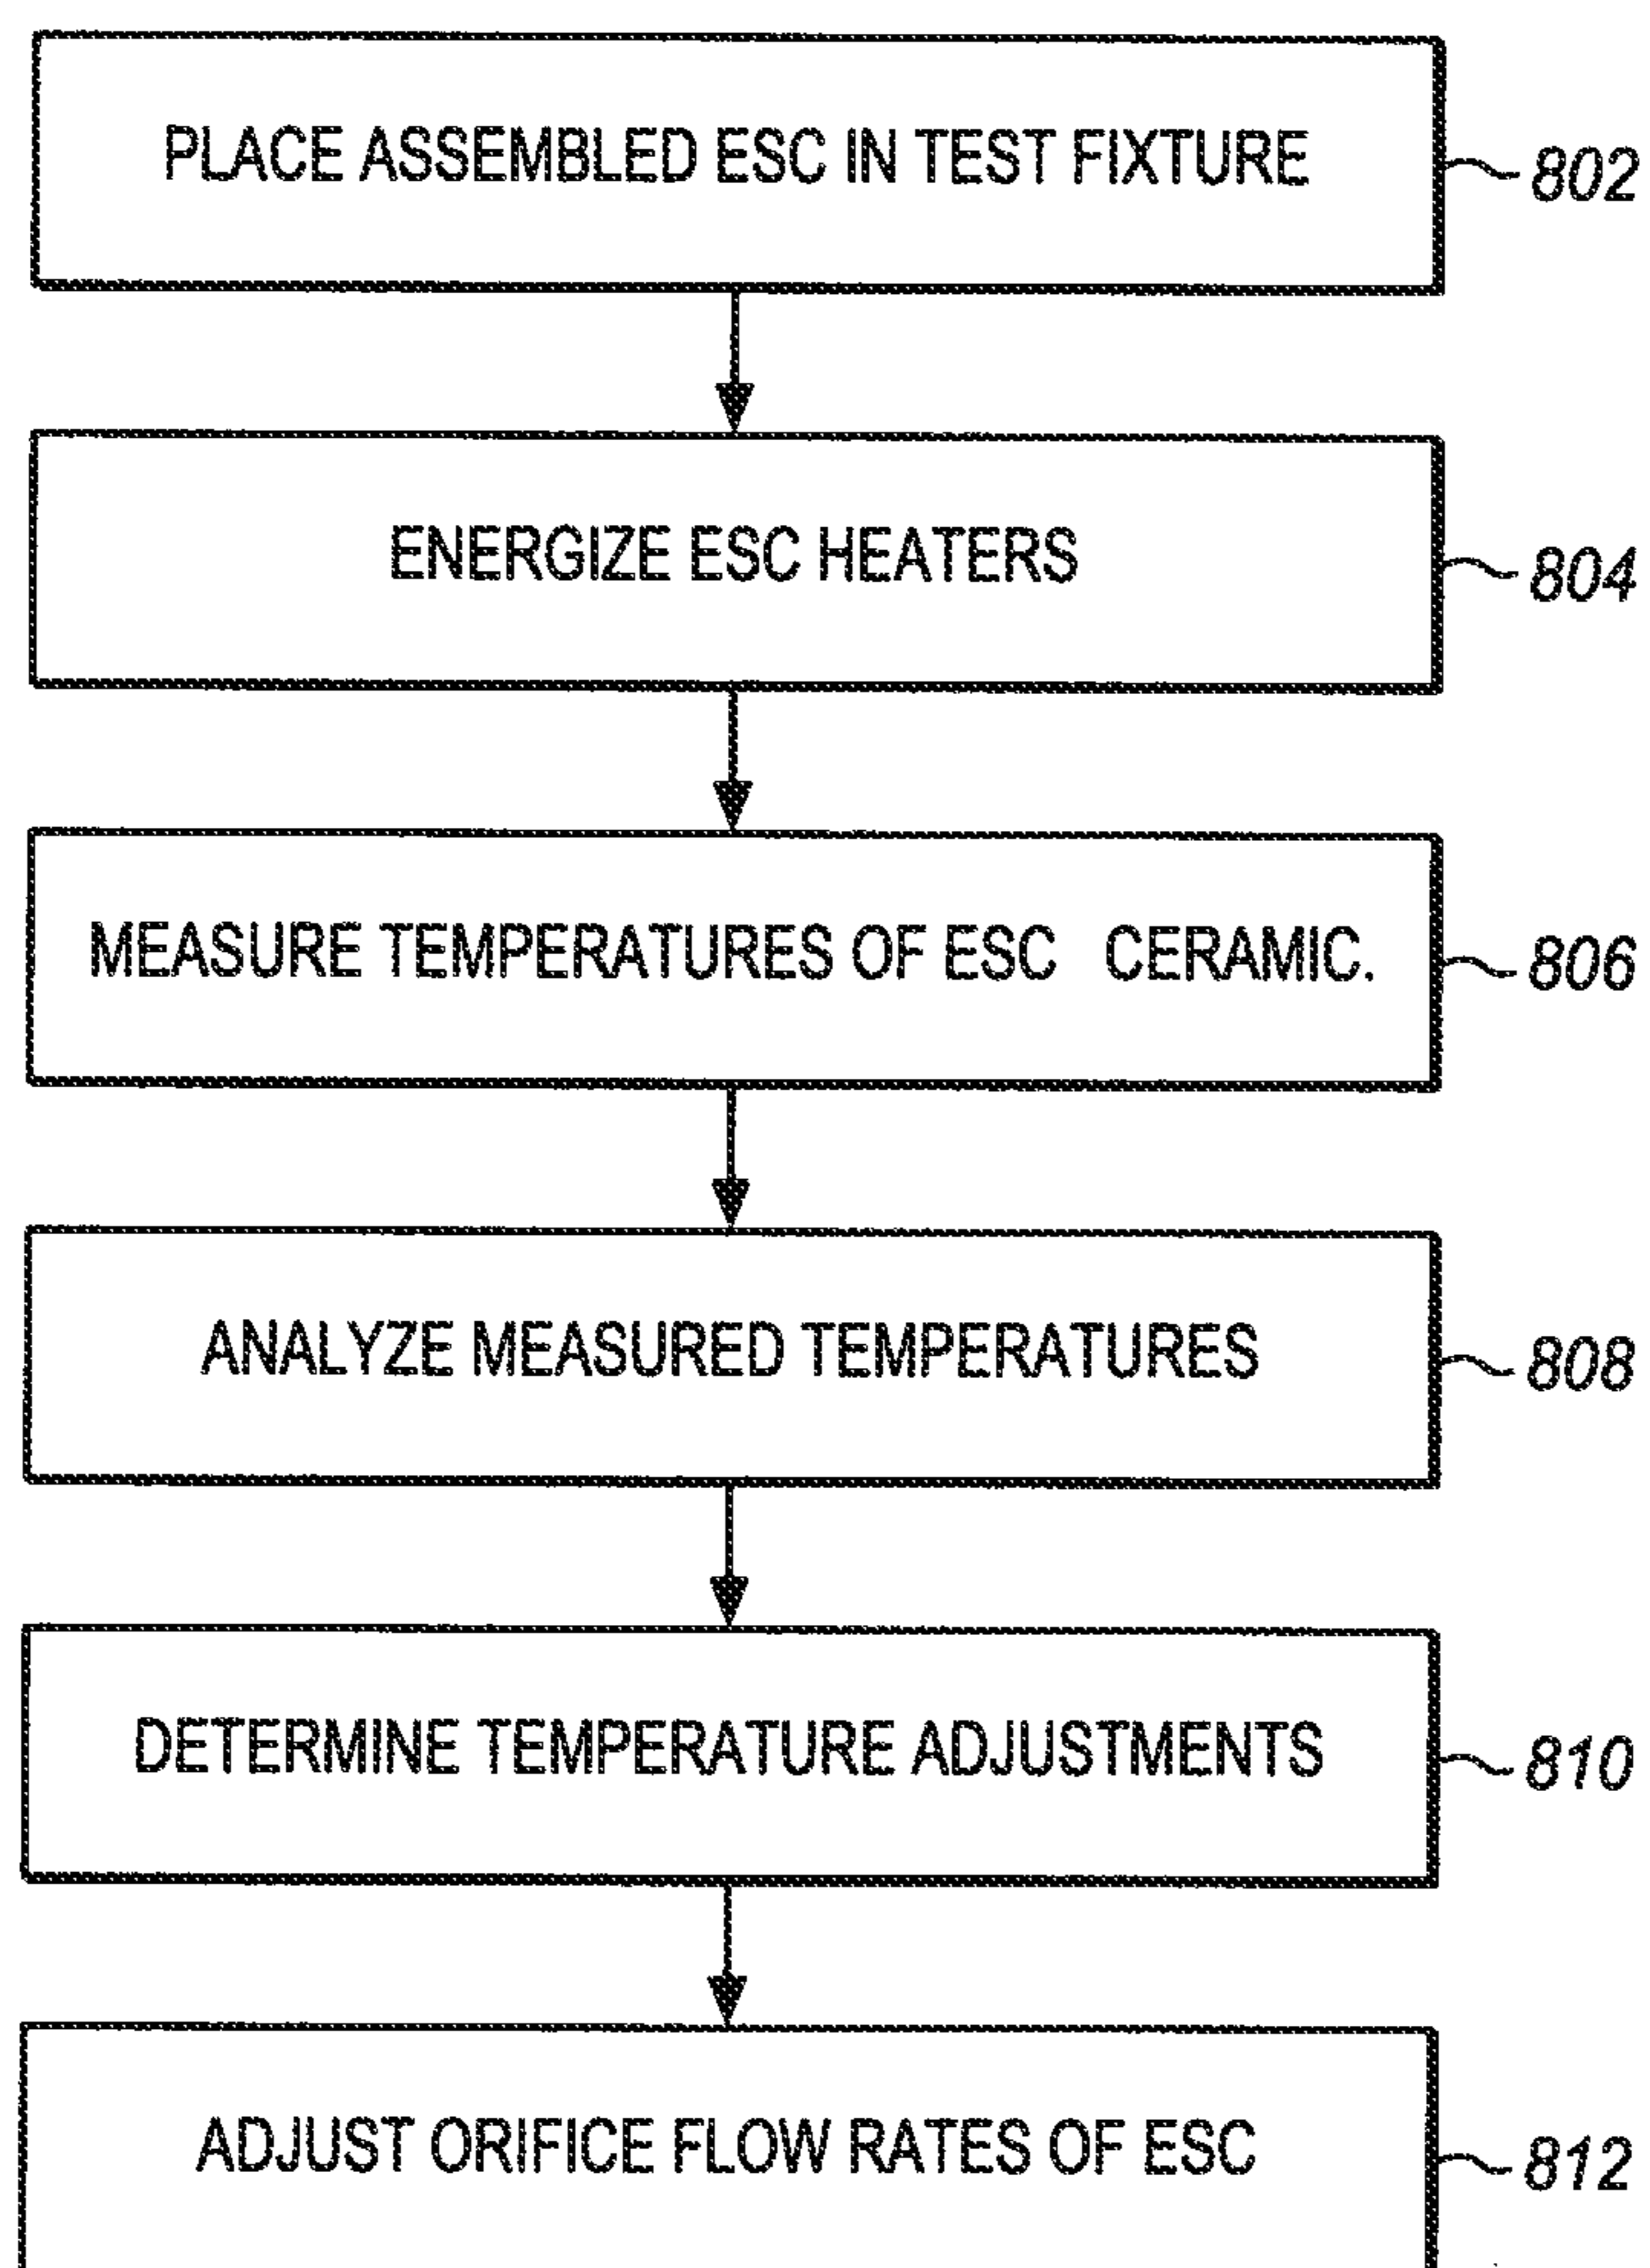 PLACE ASSEMBLED ESC IN TEST FIXTURE
802
ENERGIZE ESC HEATERS
804
MEASURE TEMPERATURES OF ESC CERAMIC.
806
ANALYZE MEASURED TEMPERATURES
808
DETERMINE TEMPERATURE ADJUSTMENTS
810
ADJUST ORIFICE FLOW RATES OF ESC
812